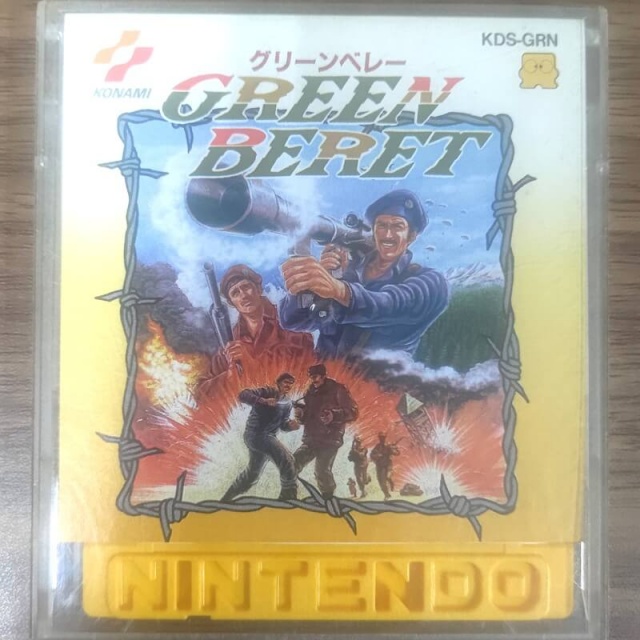 KONAMI
KDS-GRN
グリーンベレー
GREEN
BERET
NINTENDO